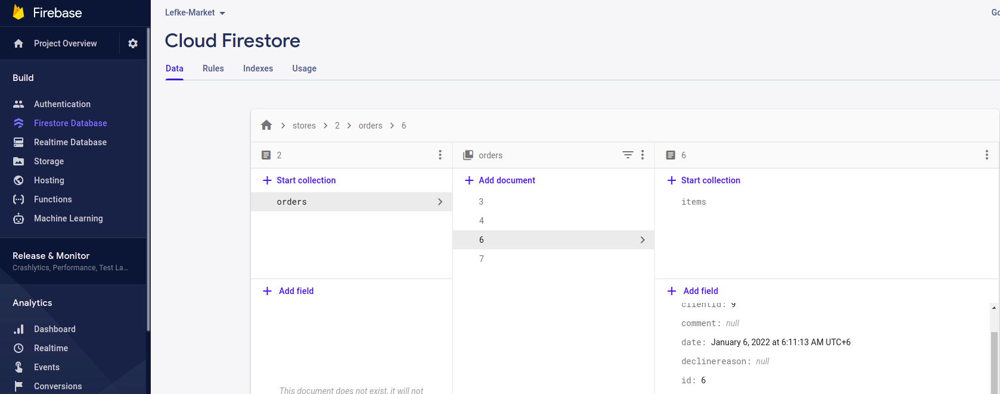 Firebase
Project Overview
Build
Authentication
Firestore Database
Realtime Database
Storage
Hosting
Functions
Machine Learning
Release & Monitor
Crashlytics, Performance, Test La...
Analytics
Dashboard
Realtime
Events
Conversions
Lefke-Market
Go
Cloud Firestore
Data Rules Indexes Usage
stores > 2 > orders > 6
2
Start collection
orders
Add field
This document does not exist, it will not
orders
Add document
3
4
6
7
6
Start collection
items
Add field
clientid: 9
comment: null
date: January 6, 2022 at 6:11:13 AM UTC+6
declinereason: null
id: 6